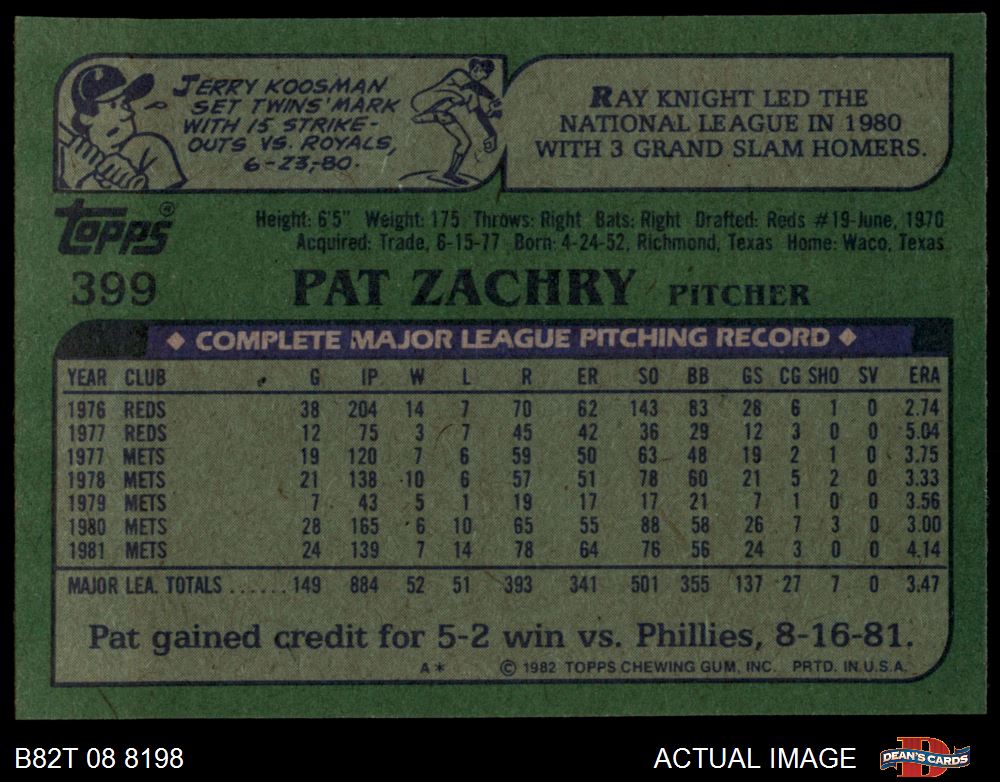 JERRY KOOSMAN
SET TWINS' MARK
WITH 15 STRIKE-
OUTS VS. ROYALS,
6-23-80.
RAY KNIGHT LED THE
NATIONAL LEAGUE IN 1980
WITH 3 GRAND SLAM HOMERS.
TOPPS®
Height: 6'5" Weight: 175 Throws: Right Bats: Right Drafted: Reds #19-June, 1970
Acquired: Trade, 6-15-77 Born: 4-24-52, Richmond, Texas Home: Waco, Texas
399 PAT ZACHRY PITCHER
◆ COMPLETE MAJOR LEAGUE PITCHING RECORD ◆
YEAR CLUB G IP W L R ER SO BB GS CG SHO SV ERA
1976 REDS 38 204 14 7 70 62 143 83 28 6 1 0 2.74
1977 REDS 12 75 3 7 45 42 36 29 12 3 0 0 5.04
1977 METS 19 120 7 6 59 50 63 48 19 2 1 0 3.75
1978 METS 21 138 10 6 57 51 78 60 21 5 2 0 3.33
1979 METS 7 43 5 1 19 17 17 21 7 1 0 0 3.56
1980 METS 28 165 6 10 65 55 88 58 26 7 3 0 3.00
1981 METS 24 139 7 14 78 64 76 56 24 3 0 0 4.14
MAJOR LEA. TOTALS ...... 149 884 52 51 393 341 501 355 137 27 7 0 3.47
Pat gained credit for 5-2 win vs. Phillies, 8-16-81.
A* © 1982 TOPPS CHEWING GUM, INC. PRTD. IN U.S.A.
B82T 08 8198 ACTUAL IMAGE DEAN'S CARDS